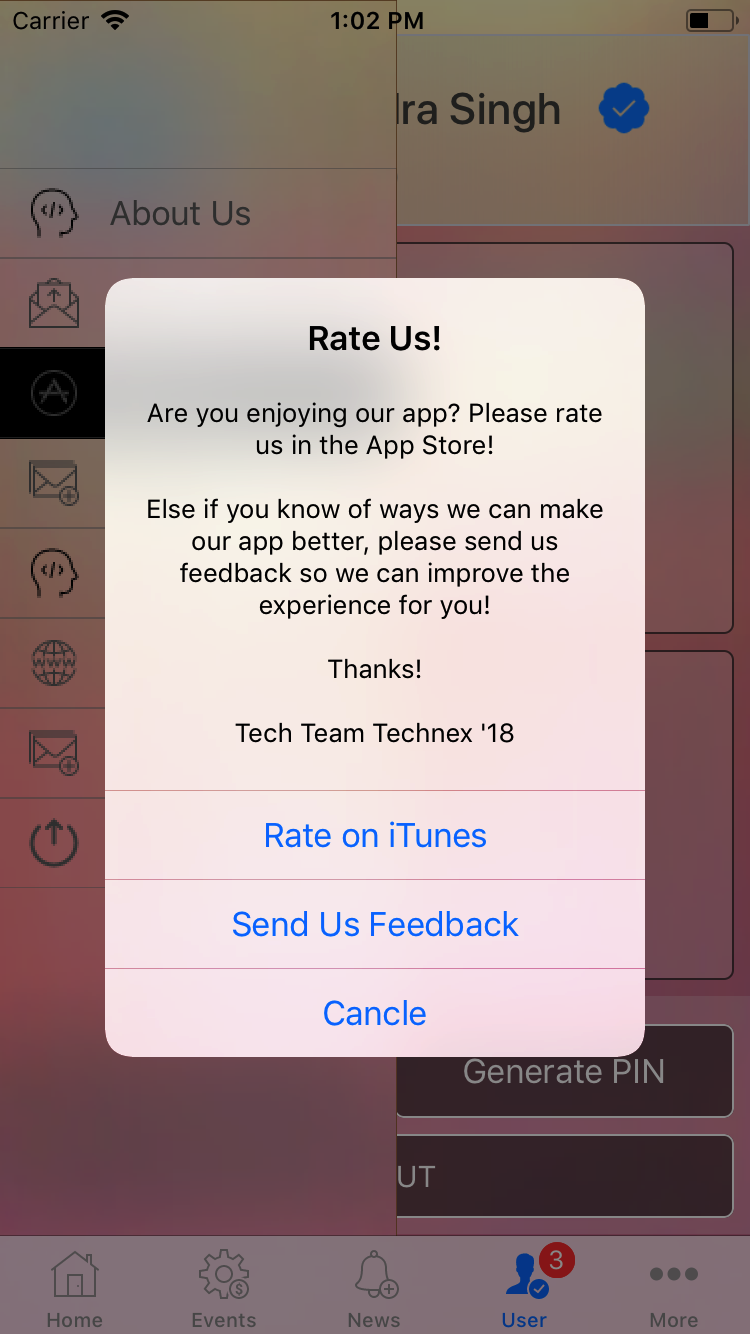 Carrier 1:02 PM
Singh
About Us
Rate Us!
Are you enjoying our app? Please rate
us in the App Store!
Else if you know of ways we can make
our app better, please send us
feedback so we can improve the
experience for you!
Thanks!
Tech Team Technex '18
Rate on iTunes
Send Us Feedback
Cancle
Generate PIN
UT
WWW
3
Home Events News User More